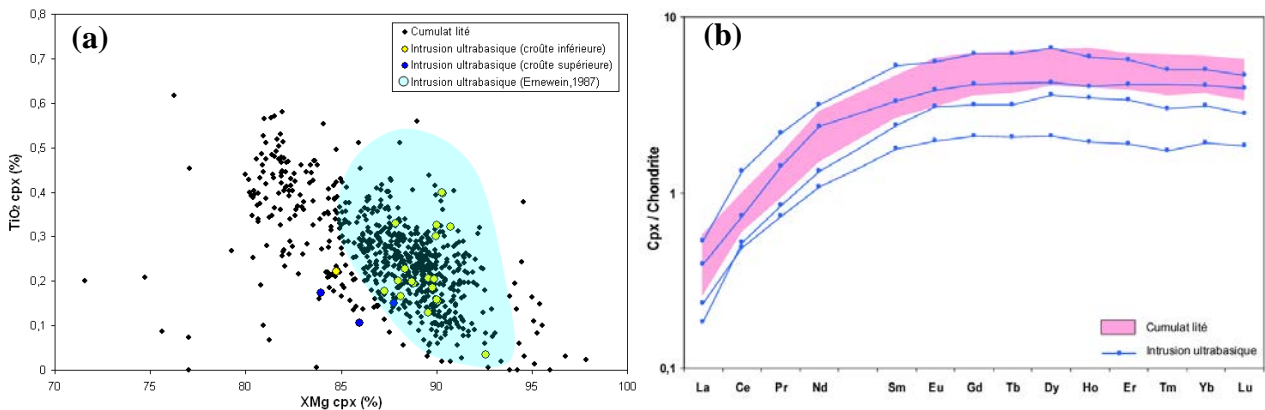 (a)
TiO₂ cpx (%)
0,8
0,7
0,6
0,5
0,4
0,3
0,2
0,1
0
70 75 80 85 90 95 100
XMg cpx (%)
Cumulat lité
Intrusion ultrabasique (croûte inférieure)
Intrusion ultrabasique (croûte supérieure)
Intrusion ultrabasique (Ernewein,1987)
(b)
Cpx / Chondrite
10
1
0,1
La Ce Pr Nd Sm Eu Gd Tb Dy Ho Er Tm Yb Lu
Cumulat lité
Intrusion ultrabasique